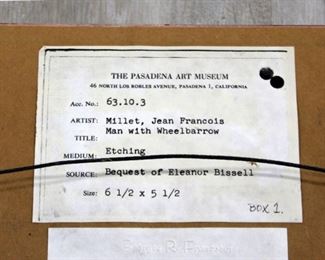 THE PASADENA ART MUSEUM
46 NORTH LOS ROBLES AVENUE, PASADENA 1, CALIFORNIA
Acc. No.: 63.10.3
ARTIST: Millet, Jean Francois
TITLE: Man with Wheelbarrow
MEDIUM: Etching
SOURCE: Bequest of Eleanor Bissell
Size: 6 1/2 x 5 1/2
BOX 1.